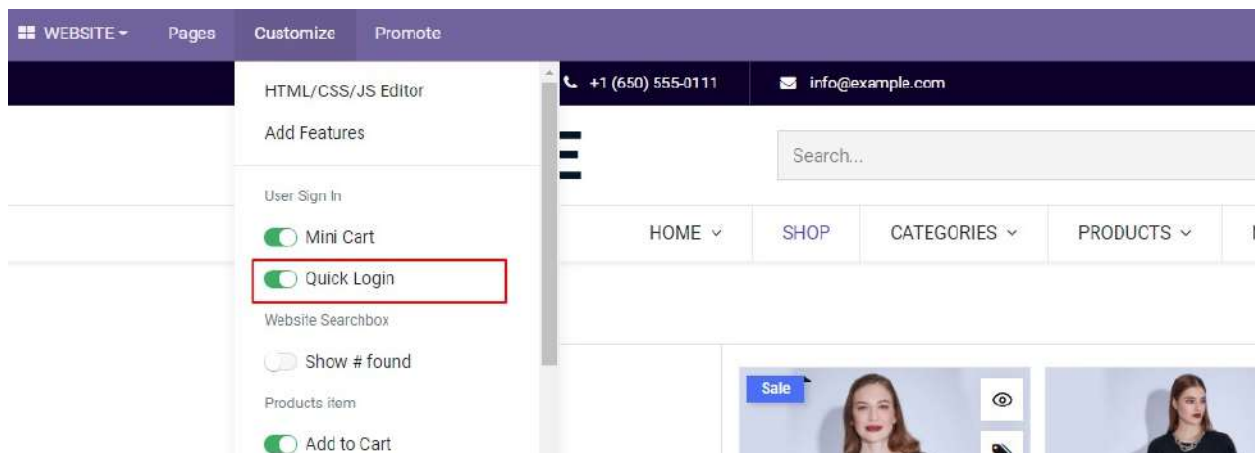 WEBSITE Pages Customize Promote
HTML/CSS/JS Editor
Add Features
User Sign In
Mini Cart
Quick Login
Website Searchbox
Show # found
Products item
Add to Cart
+1 (650) 555-0111 info@example.com
E
Search...
HOME SHOP CATEGORIES PRODUCTS
Sale